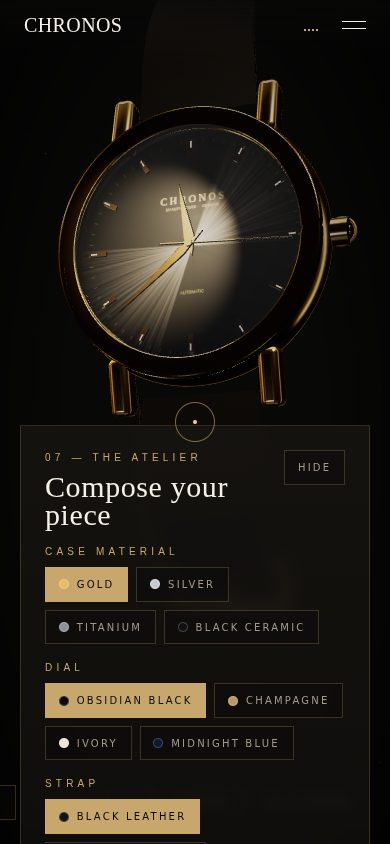 CHRONOS
CHRONOS
AUTOMATIC
07 — THE ATELIER
HIDE
Compose your
piece
CASE MATERIAL
GOLD
SILVER
TITANIUM
BLACK CERAMIC
DIAL
OBSIDIAN BLACK
CHAMPAGNE
IVORY
MIDNIGHT BLUE
STRAP
BLACK LEATHER